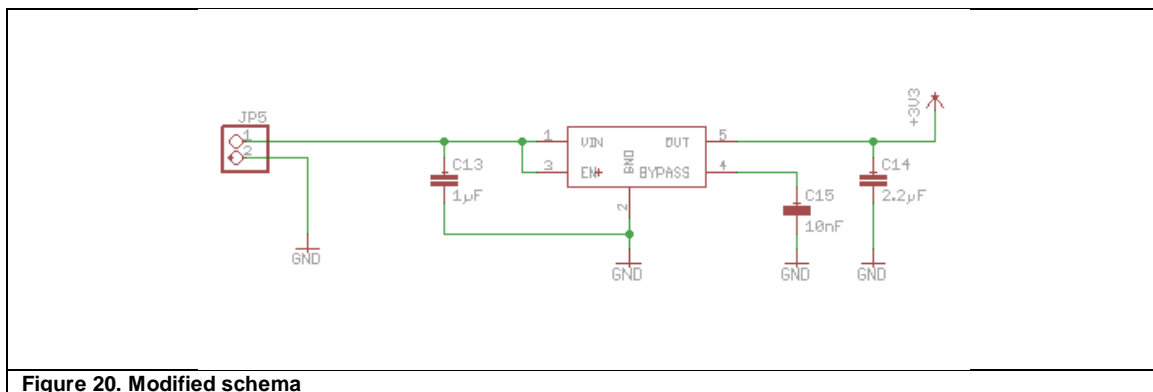 +3V3
JP5
1
2
1
VIN
OUT
5
GND
3
EN
BYPASS
4
2
C13
1µF
C15
10nF
C14
2.2µF
GND
GND
GND
GND
Figure 20. Modified schema